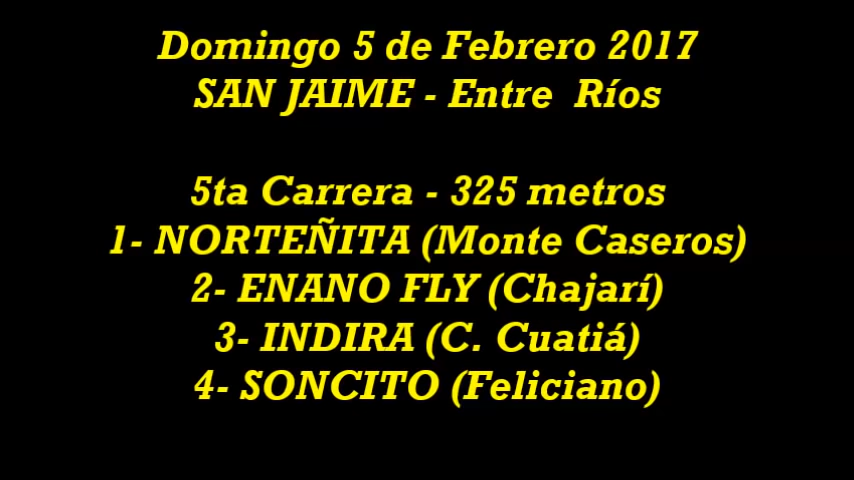 Domingo 5 de Febrero 2017
SAN JAIME - Entre Ríos
5ta Carrera - 325 metros
1- NORTEÑITA (Monte Caseros)
2- ENANO FLY (Chajarí)
3- INDIRA (C. Cuatiá)
4- SONCITO (Feliciano)